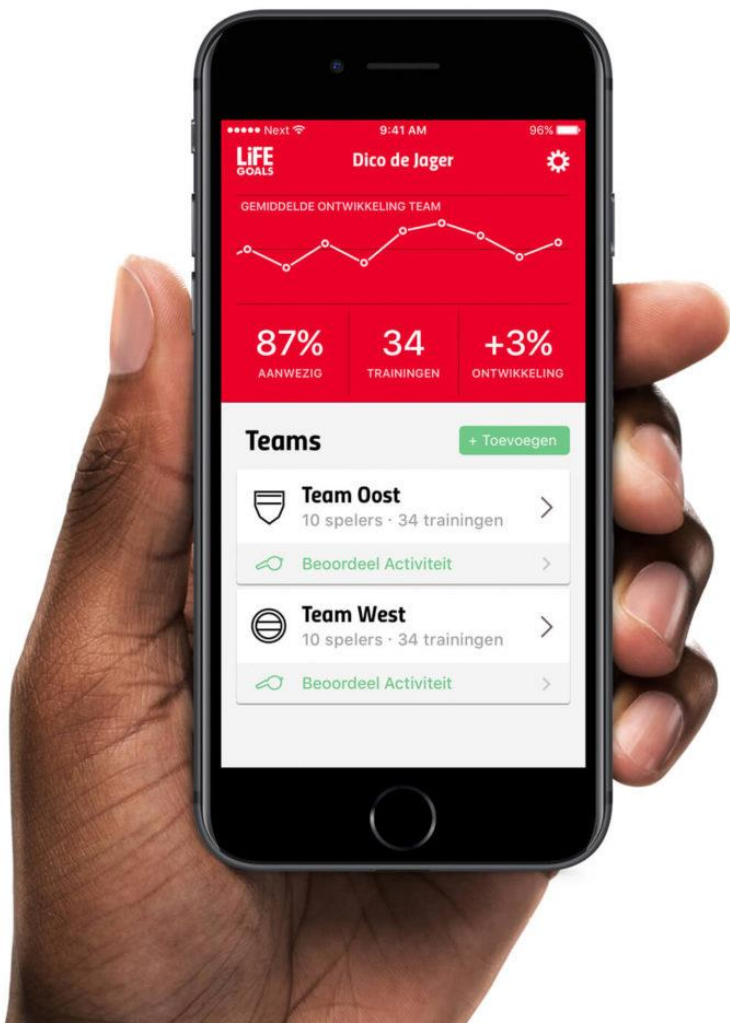 Next 9:41 AM 96%
LiFE
GOALS
Dico de Jager
GEMIDDELDE ONTWIKKELING TEAM
87% 34 +3%
AANWEZIG TRAININGEN ONTWIKKELING
Teams + Toevoegen
Team Oost
10 spelers · 34 trainingen
Beoordeel Activiteit
Team West
10 spelers · 34 trainingen
Beoordeel Activiteit